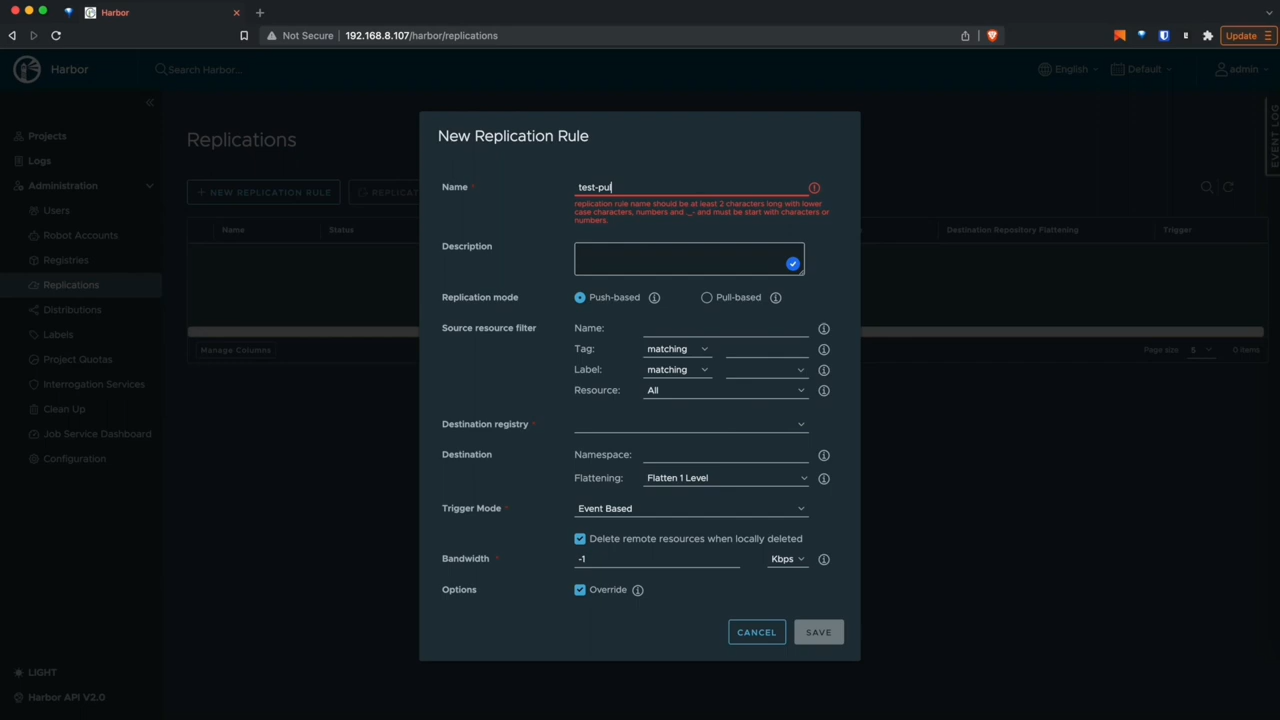 Harbor
Not Secure 192.168.8.107/harbor/replications
Update
Harbor
Search Harbor...
English
Default
admin
EVENT LOG
Projects
Logs
Administration
Users
Robot Accounts
Registries
Replications
Distributions
Labels
Project Quotas
Interrogation Services
Clean Up
Job Service Dashboard
Configuration
LIGHT
Harbor API V2.0
Replications
NEW REPLICATION RULE
REPLICA
Name
Status
Destination Repository Flattening
Trigger
Manage Columns
Page size 5
0 items
New Replication Rule
Name *
test-pul
replication rule name should be at least 2 characters long with lower
case characters, numbers and ._- and must be start with characters or
numbers.
Description
Replication mode
Push-based
Pull-based
Source resource filter
Name:
Tag: matching
Label: matching
Resource: All
Destination registry *
Destination
Namespace:
Flattening: Flatten 1 Level
Trigger Mode *
Event Based
Delete remote resources when locally deleted
Bandwidth *
-1
Kbps
Options
Override
CANCEL
SAVE